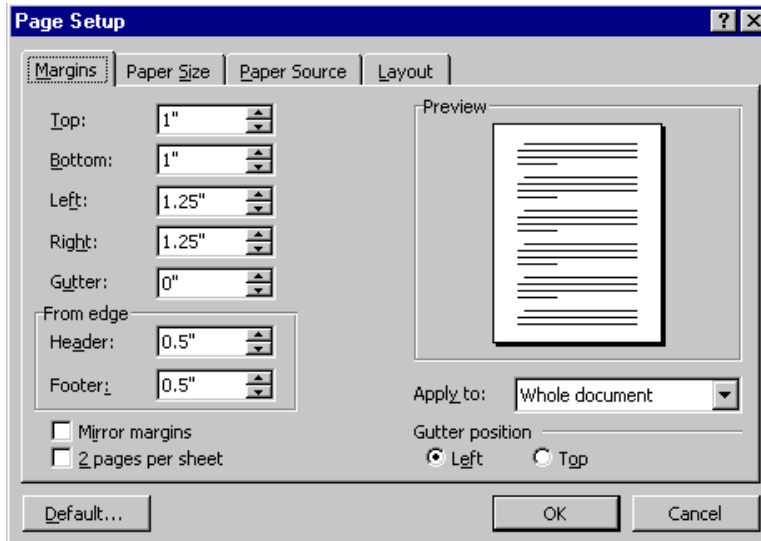 Page Setup
Margins Paper Size Paper Source Layout
Top: 1"
Bottom: 1"
Left: 1.25"
Right: 1.25"
Gutter: 0"
From edge
Header: 0.5"
Footer: 0.5"
Mirror margins
2 pages per sheet
Preview
Apply to: Whole document
Gutter position
Left Top
Default... OK Cancel